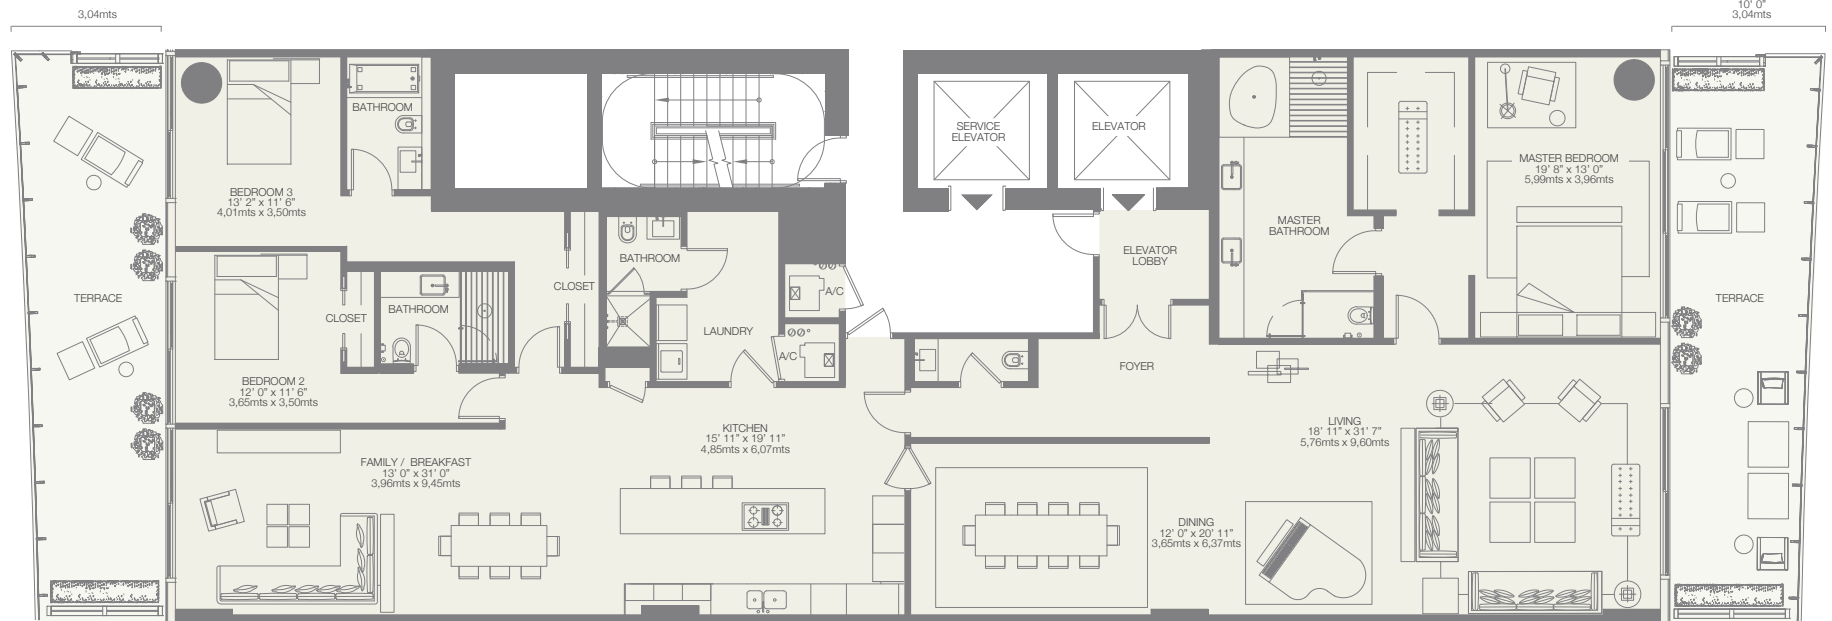 3,04mts
10' 0"
3,04mts
BATHROOM
SERVICE
ELEVATOR
ELEVATOR
MASTER BEDROOM
19' 8" x 13' 0"
5,99mts x 3,96mts
BEDROOM 3
13' 2" x 11' 6"
4,01mts x 3,50mts
MASTER
BATHROOM
ELEVATOR
LOBBY
BATHROOM
TERRACE
CLOSET
A/C
TERRACE
BATHROOM
CLOSET
LAUNDRY
A/C
FOYER
BEDROOM 2
12' 0" x 11' 6"
3,65mts x 3,50mts
KITCHEN
15' 11" x 19' 11"
4,85mts x 6,07mts
LIVING
18' 11" x 31' 7"
5,76mts x 9,60mts
FAMILY / BREAKFAST
13' 0" x 31' 0"
3,96mts x 9,45mts
DINING
12' 0" x 20' 11"
3,65mts x 6,37mts